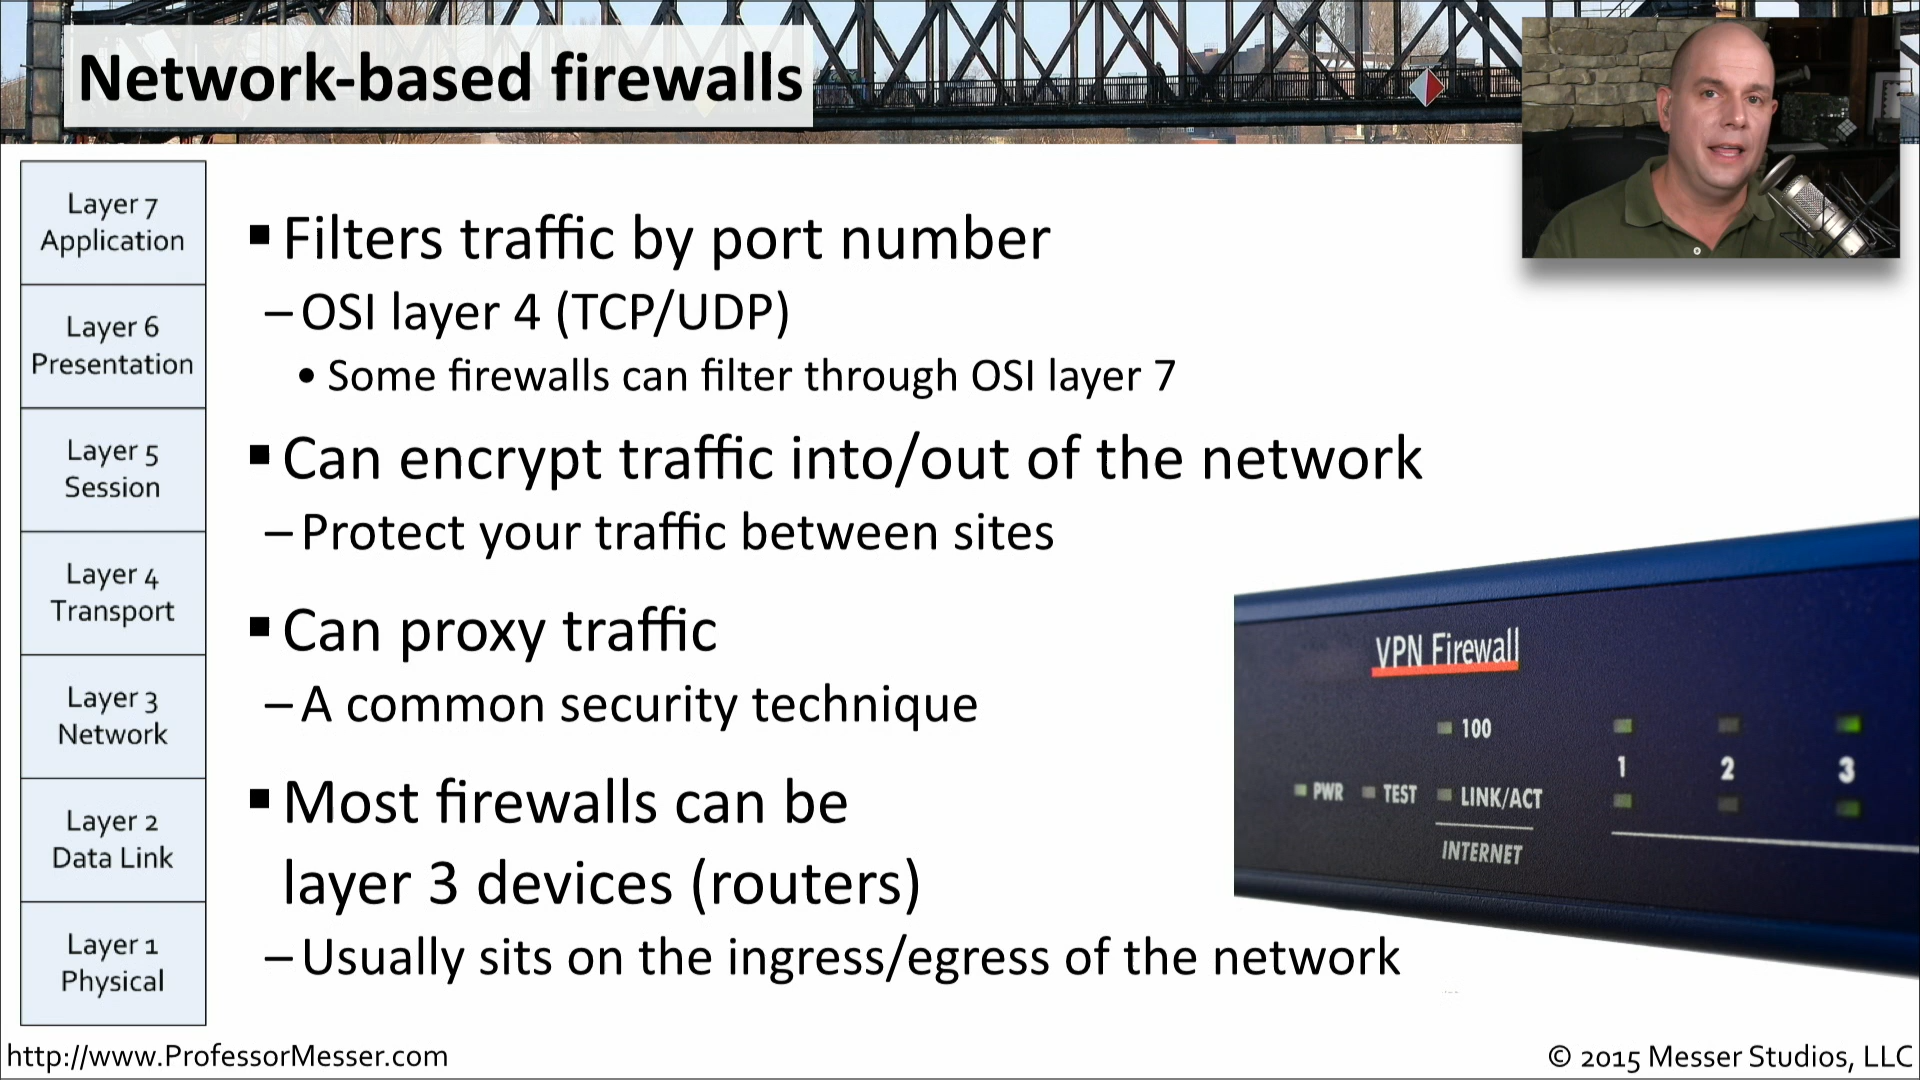 Network-based firewalls
Layer 7
Application
Layer 6
Presentation
Layer 5
Session
Layer 4
Transport
Layer 3
Network
Layer 2
Data Link
Layer 1
Physical
▪ Filters traffic by port number
– OSI layer 4 (TCP/UDP)
• Some firewalls can filter through OSI layer 7
▪ Can encrypt traffic into/out of the network
– Protect your traffic between sites
▪ Can proxy traffic
– A common security technique
▪ Most firewalls can be
layer 3 devices (routers)
– Usually sits on the ingress/egress of the network
VPN Firewall
100
1 2 3
PWR TEST LINK/ACT
INTERNET
http://www.ProfessorMesser.com
© 2015 Messer Studios, LLC